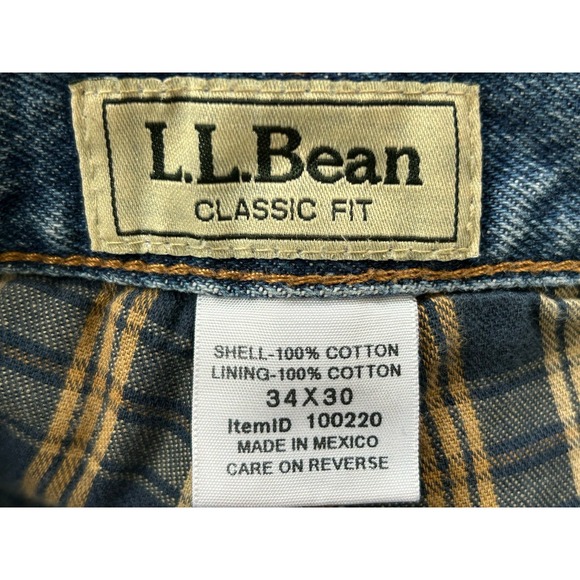 L.L.Bean
CLASSIC FIT
SHELL-100% COTTON
LINING-100% COTTON
34X30
ItemID 100220
MADE IN MEXICO
CARE ON REVERSE